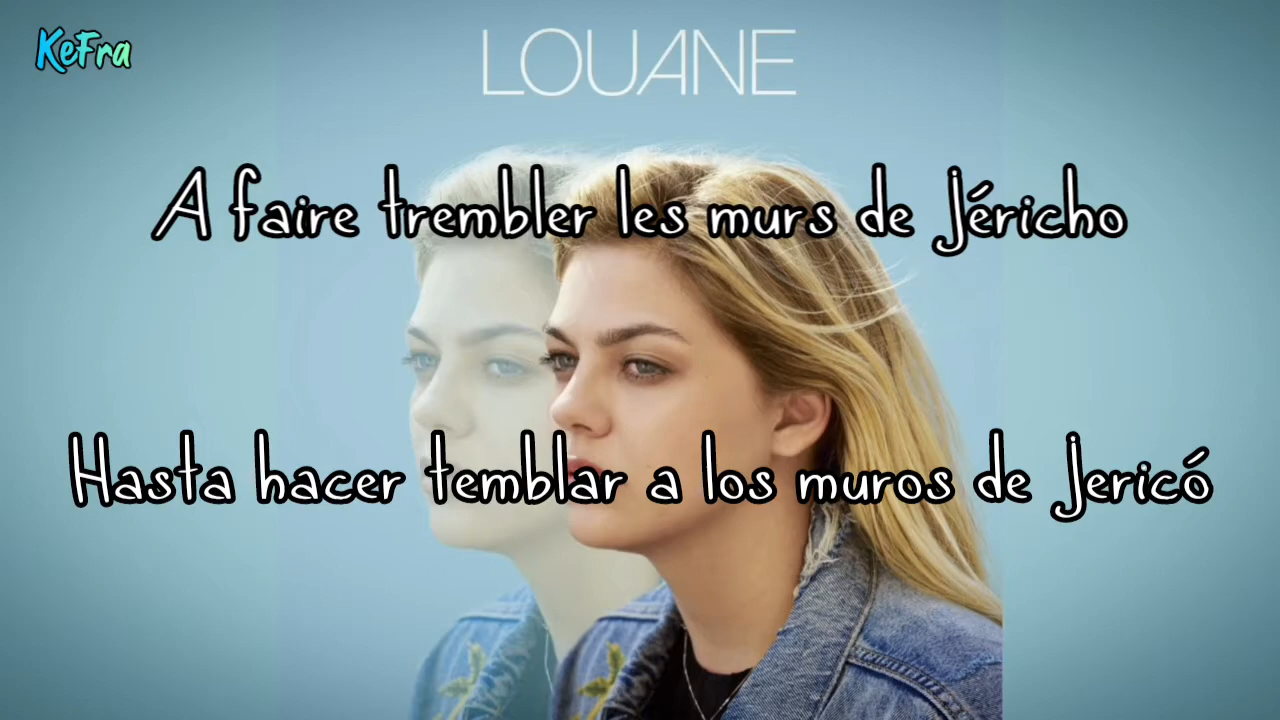 KeFra
LOUANE
A faire trembler les murs de Jéricho
Hasta hacer temblar a los muros de Jericó